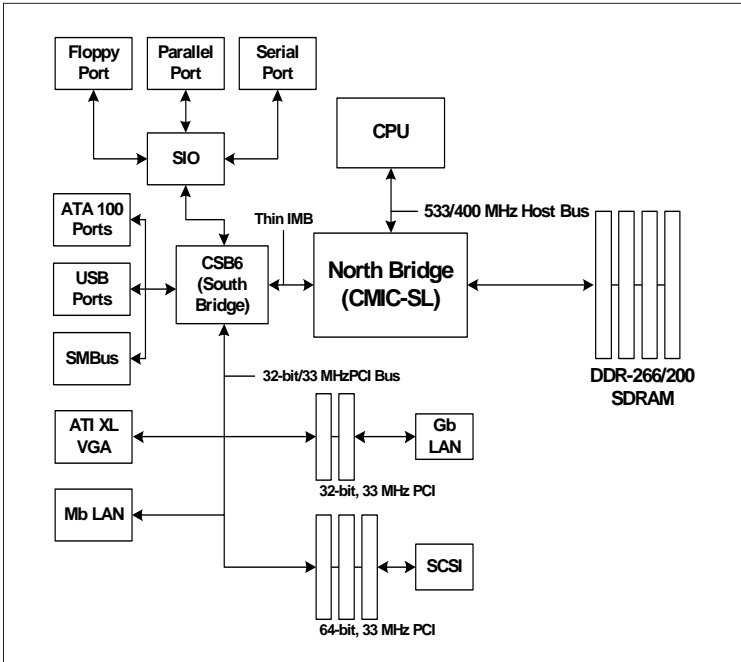 Floppy
Port
Parallel
Port
Serial
Port
SIO
CPU
533/400 MHz Host Bus
ATA 100
Ports
USB
Ports
SMBus
Thin IMB
CSB6
(South
Bridge)
North Bridge
(CMIC-SL)
DDR-266/200
SDRAM
32-bit/33 MHzPCI Bus
ATI XL
VGA
Gb
LAN
32-bit, 33 MHz PCI
Mb LAN
SCSI
64-bit, 33 MHz PCI